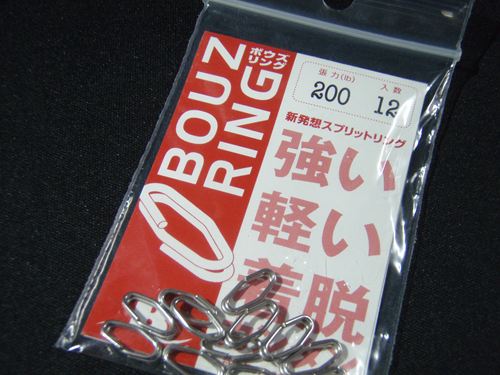 BOUZ
RING
ボウズ
リング
張力(lb)
入数
200
12
新発想スプリットリング
強い
軽い
着脱